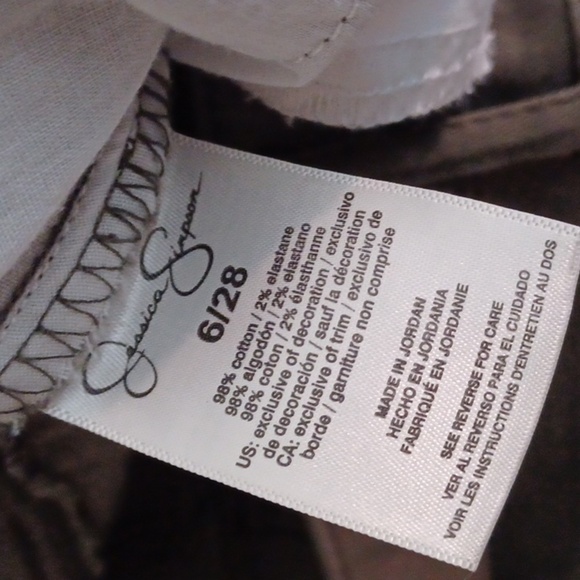 Jessica Simpson
6/28
98% cotton / 2% elastane
98% algodón / 2% elastano
98% coton / 2% élasthanne
US: exclusive of decoration / exclusivo
de decoración / sauf la décoration
CA: exclusive of trim / exclusivo de
borde / garniture non comprise
MADE IN JORDAN
HECHO EN JORDANIA
FABRIQUÉ EN JORDANIE
SEE REVERSE FOR CARE
VER AL REVERSO PARA EL CUIDADO
VOIR LES INSTRUCTIONS D'ENTRETIEN AU DOS